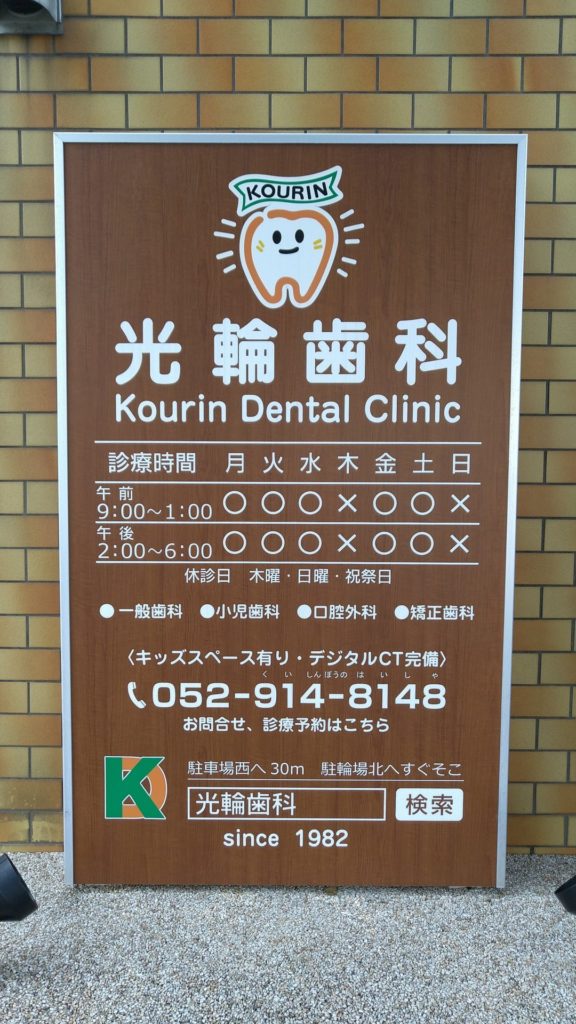 KOURIN
光輪歯科
Kourin Dental Clinic
診療時間 月 火 水 木 金 土 日
午前
9:00〜1:00 ○ ○ ○ × ○ ○ ×
午後
2:00〜6:00 ○ ○ ○ × ○ ○ ×
休診日 木曜・日曜・祝祭日
●一般歯科 ●小児歯科 ●口腔外科 ●矯正歯科
〈キッズスペース有り・デジタルCT完備〉
くい しんぼうの はいしゃ
052-914-8148
お問合せ、診療予約はこちら
駐車場西へ30m 駐輪場北へすぐそこ
K
光輪歯科 検索
since 1982